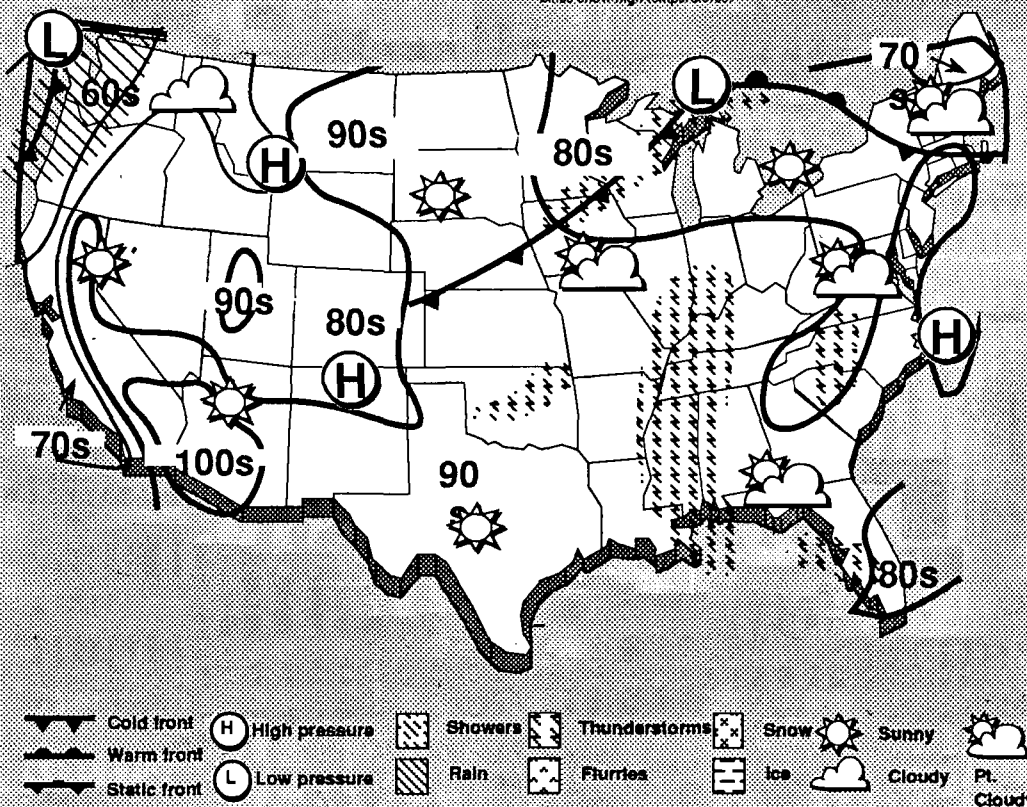 L
60s
H
90s
80s
L
70
s
90s
80s
H
H
70s
100s
90
s
80s
Cold front
H High pressure
Showers
Thunderstorms
Snow
Sunny
Warm front
Static front
L Low pressure
Rain
Flurries
Ice
Cloudy
Pt.
Cloud